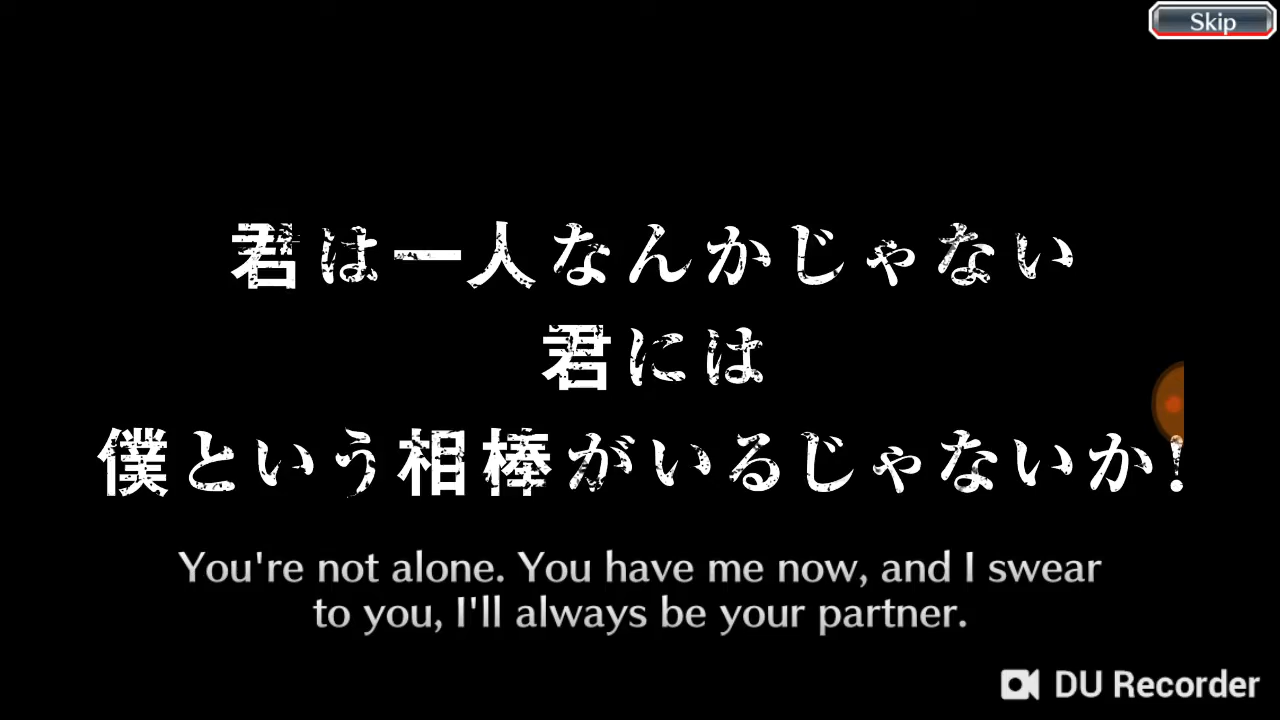 Skip
君は一人なんかじゃない
君には
僕という相棒がいるじゃないか!
You're not alone. You have me now, and I swear
to you, I'll always be your partner.
DU Recorder